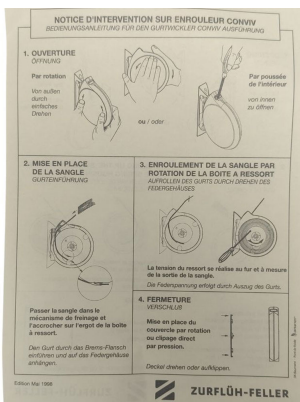 NOTICE D'INTERVENTION SUR ENROULEUR CONVIV
BEDIENUNGSANLEITUNG FÜR DEN GURTWICKLER CONVIV AUSFÜHRUNG
1. OUVERTURE
ÖFFNUNG
Par rotation
Von außen
durch
einfaches
Drehen
ou / oder
Par poussée
de l'intérieur
von innen
zu öffnen
2. MISE EN PLACE
DE LA SANGLE
GURTEINFÜHRUNG
Passer la sangle dans le
mécanisme de freinage et
l'accrocher sur l'ergot de la boite
à ressort.
Den Gurt durch das Brems-Flansch
einführen und auf das Federgehäuse
anhängen.
3. ENROULEMENT DE LA SANGLE PAR
ROTATION DE LA BOITE A RESSORT
AUFROLLEN DES GURTS DURCH DREHEN DES
FEDERGEHÄUSES
La tension du ressort se réalise au fur et à mesure
de la sortie de la sangle.
Die Federspannung erfolgt durch Auszug des Gurts.
4. FERMETURE
VERSCHLUß
Mise en place du
couvercle par rotation
ou clipage direct
par pression.
Deckel drehen oder aufklippen.
Edition Mai 1998
ZURFLÜH-FELLER